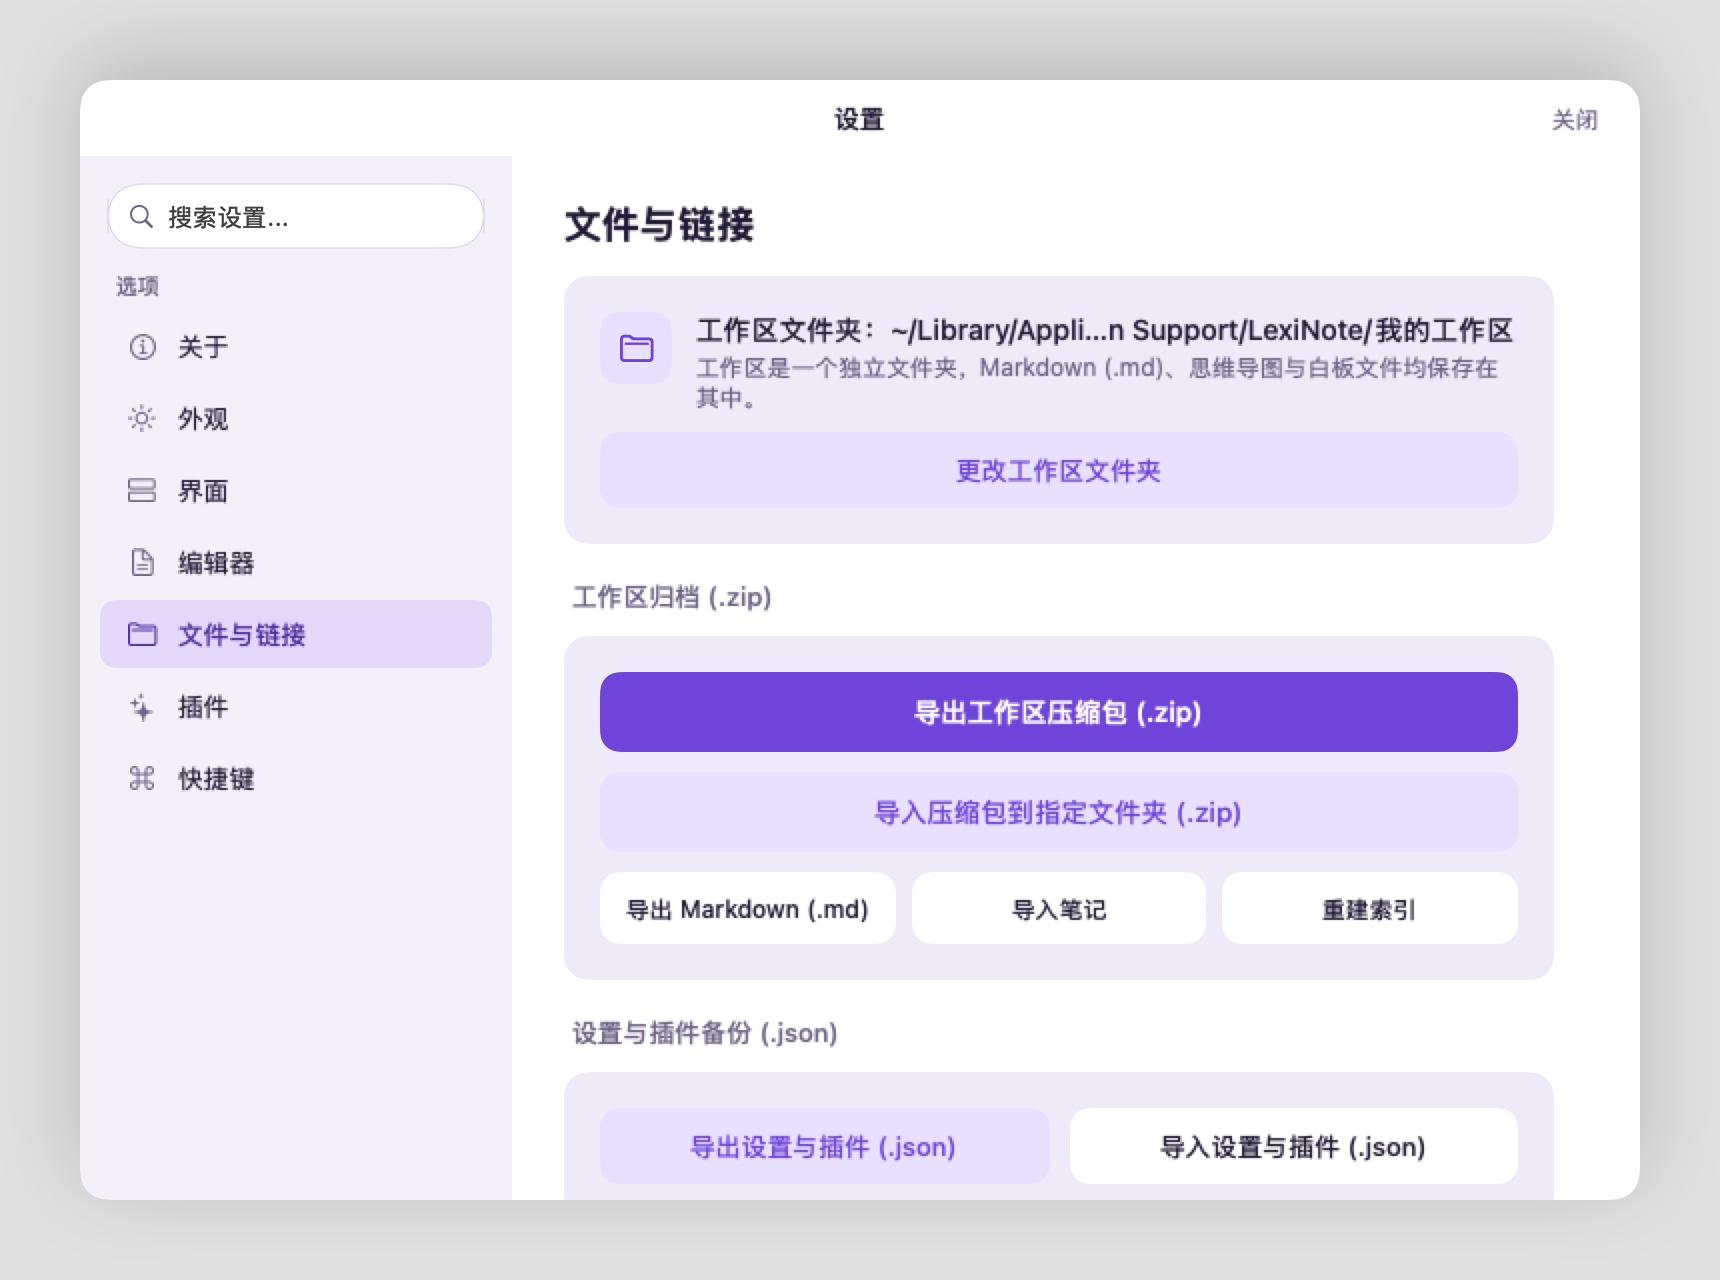 设置
关闭
搜索设置...
选项
关于
外观
界面
编辑器
文件与链接
插件
快捷键
文件与链接
工作区文件夹：~/Library/Appli...n Support/LexiNote/我的工作区
工作区是一个独立文件夹，Markdown (.md)、思维导图与白板文件均保存在
其中。
更改工作区文件夹
工作区归档 (.zip)
导出工作区压缩包 (.zip)
导入压缩包到指定文件夹 (.zip)
导出 Markdown (.md)
导入笔记
重建索引
设置与插件备份 (.json)
导出设置与插件 (.json)
导入设置与插件 (.json)